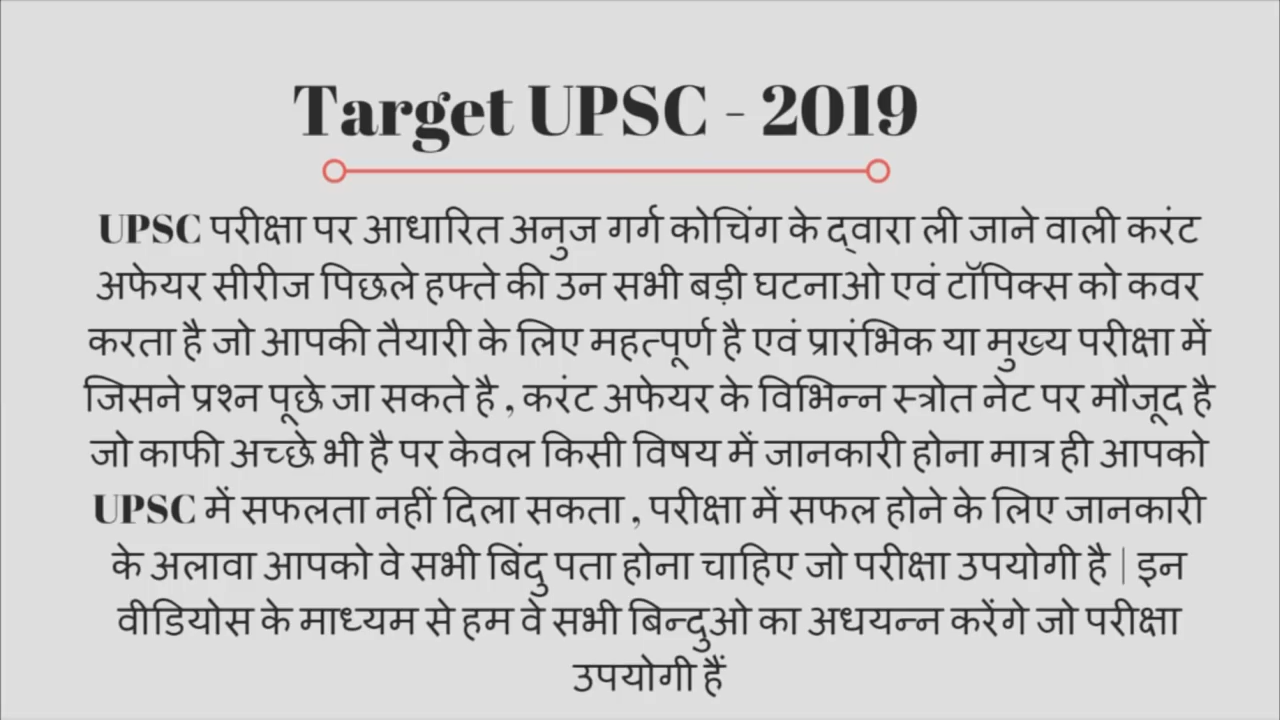 Target UPSC - 2019
UPSC परीक्षा पर आधारित अनुज गर्ग कोचिंग के द्वारा ली जाने वाली करंट
अफेयर सीरीज पिछले हफ्ते की उन सभी बड़ी घटनाओ एवं टॉपिक्स को कवर
करता है जो आपकी तैयारी के लिए महत्पूर्ण है एवं प्रारंभिक या मुख्य परीक्षा में
जिसने प्रश्न पूछे जा सकते है , करंट अफेयर के विभिन्न स्त्रोत नेट पर मौजूद है
जो काफी अच्छे भी है पर केवल किसी विषय में जानकारी होना मात्र ही आपको
UPSC में सफलता नहीं दिला सकता , परीक्षा में सफल होने के लिए जानकारी
के अलावा आपको वे सभी बिंदु पता होना चाहिए जो परीक्षा उपयोगी है | इन
वीडियोस के माध्यम से हम वे सभी बिन्दुओ का अधयन्न करेंगे जो परीक्षा
उपयोगी हैं